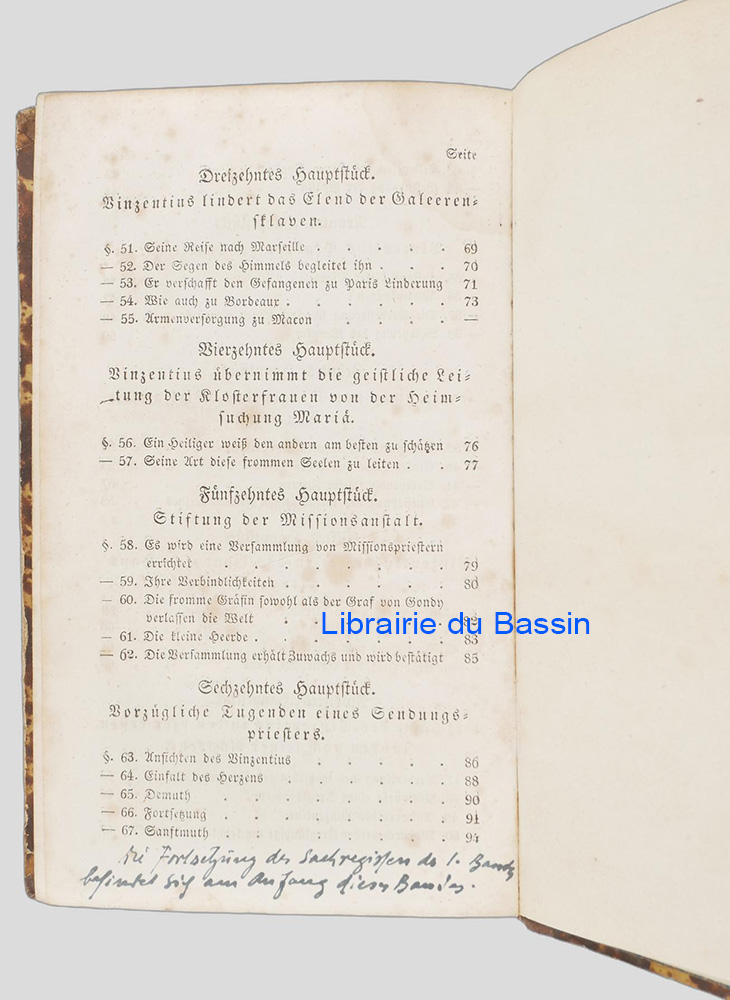 Seite
Dreizehntes Hauptstück.
Vinzentius lindert das Elend der Galeeren-
sklaven.
§. 51. Seine Reise nach Marseille . . . . 69
— 52. Der Segen des Himmels begleitet ihn . . . 70
— 53. Er verschafft den Gefangenen zu Paris Linderung 71
— 54. Wie auch zu Bordeaux . . . . . . 73
— 55. Armenversorgung zu Macon . . . . —
Vierzehntes Hauptstück.
Vinzentius übernimmt die geistliche Lei-
tung der Klosterfrauen von der Heim-
suchung Mariä.
§. 56. Ein Heiliger weiß den andern am besten zu schätzen 76
— 57. Seine Art diese frommen Seelen zu leiten . . 77
Fünfzehntes Hauptstück.
Stiftung der Missionsanstalt.
§. 58. Es wird eine Versammlung von Missionspriestern
errichtet . . . . . . . 79
— 59. Ihre Verbindlichkeiten . . . . . . 80
— 60. Die fromme Gräfin sowohl als der Graf von Gondy
verlassen die Welt . . . . . . 82
Librairie du Bassin
— 61. Die kleine Heerde . . . . . . . 83
— 62. Die Versammlung erhält Zuwachs und wird bestätigt 85
Sechzehntes Hauptstück.
Vorzügliche Tugenden eines Sendungs-
priesters.
§. 63. Ansichten des Vinzentius . . . . . 86
— 64. Einfalt des Herzens . . . . . . 88
— 65. Demuth . . . . . . . . 90
— 66. Fortsetzung . . . . . . . . 91
— 67. Sanftmuth . . . . . . . . 94
Die Fortsetzung des Sachregisters des 1. Bandes
befindet sich am Anfang dieses Bandes.